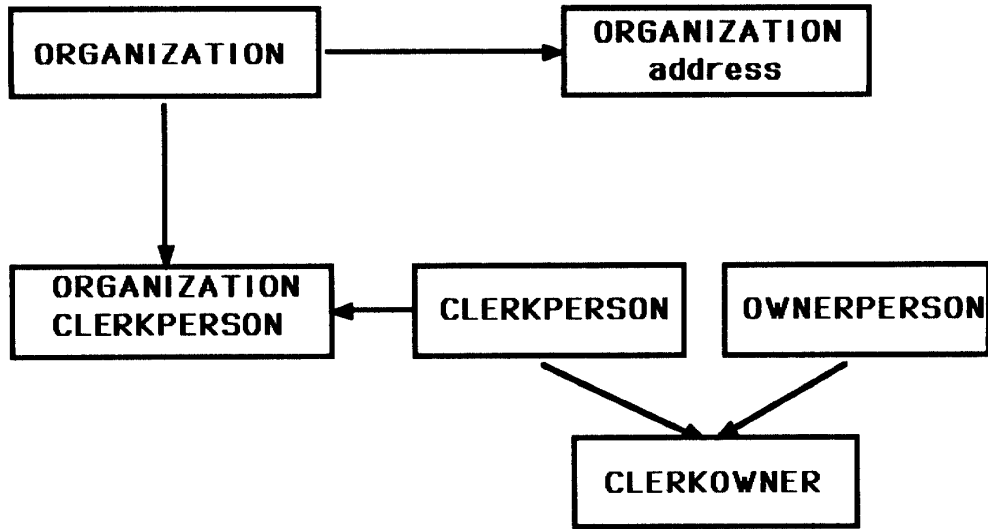 ORGANIZATION
ORGANIZATION
address
ORGANIZATION
CLERKPERSON
CLERKPERSON
OWNERPERSON
CLERKOWNER